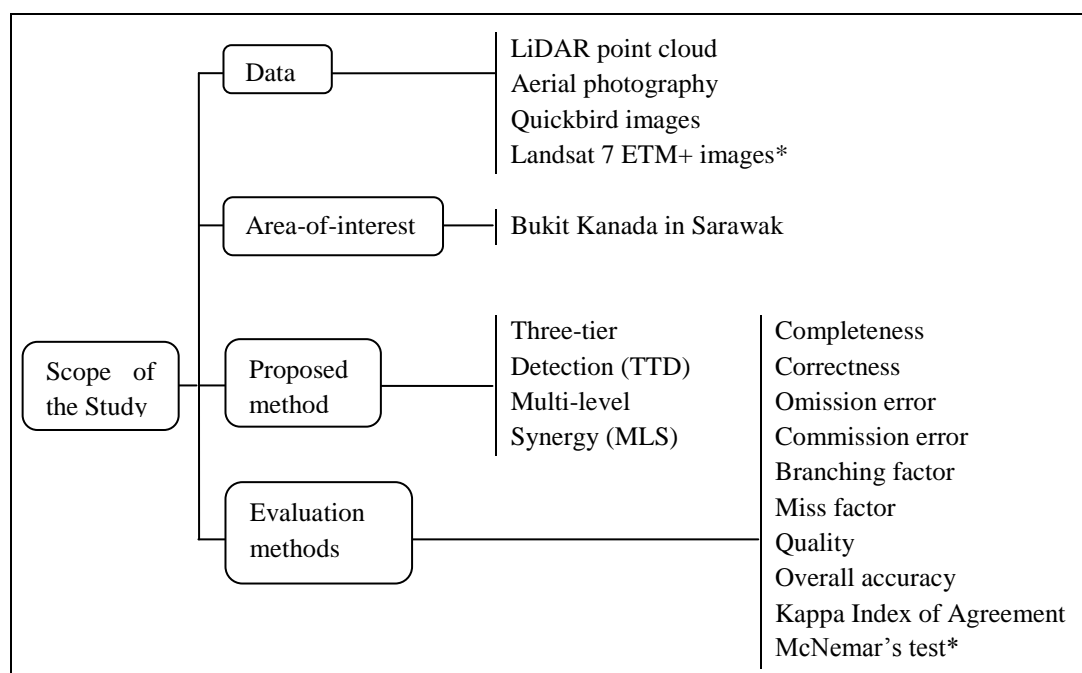 Scope of
the Study
Data
LiDAR point cloud
Aerial photography
Quickbird images
Landsat 7 ETM+ images*
Area-of-interest
Bukit Kanada in Sarawak
Proposed
method
Three-tier
Detection (TTD)
Multi-level
Synergy (MLS)
Evaluation
methods
Completeness
Correctness
Omission error
Commission error
Branching factor
Miss factor
Quality
Overall accuracy
Kappa Index of Agreement
McNemar’s test*